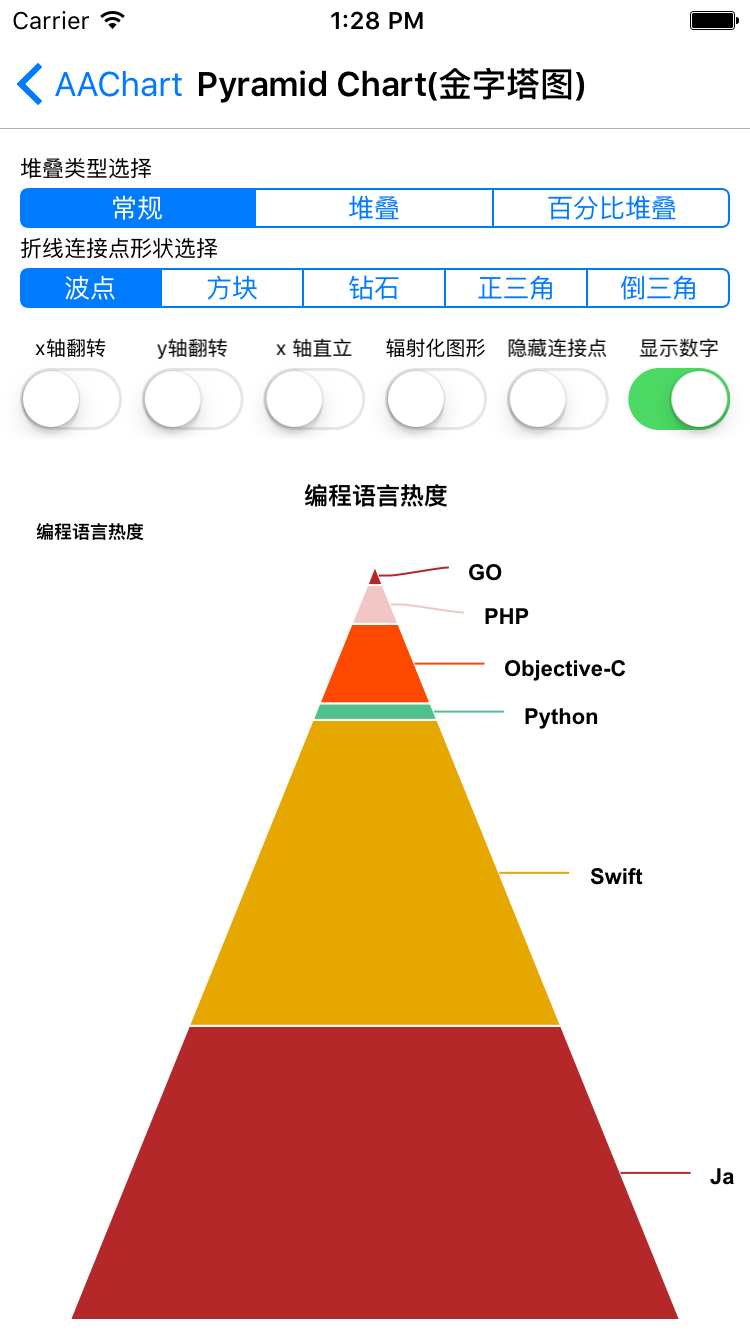 Carrier 1:28 PM
AAChart Pyramid Chart(金字塔图)
堆叠类型选择
常规 堆叠 百分比堆叠
折线连接点形状选择
波点 方块 钻石 正三角 倒三角
x轴翻转 y轴翻转 x 轴直立 辐射化图形 隐藏连接点 显示数字
编程语言热度
编程语言热度
GO
PHP
Objective-C
Python
Swift
Ja